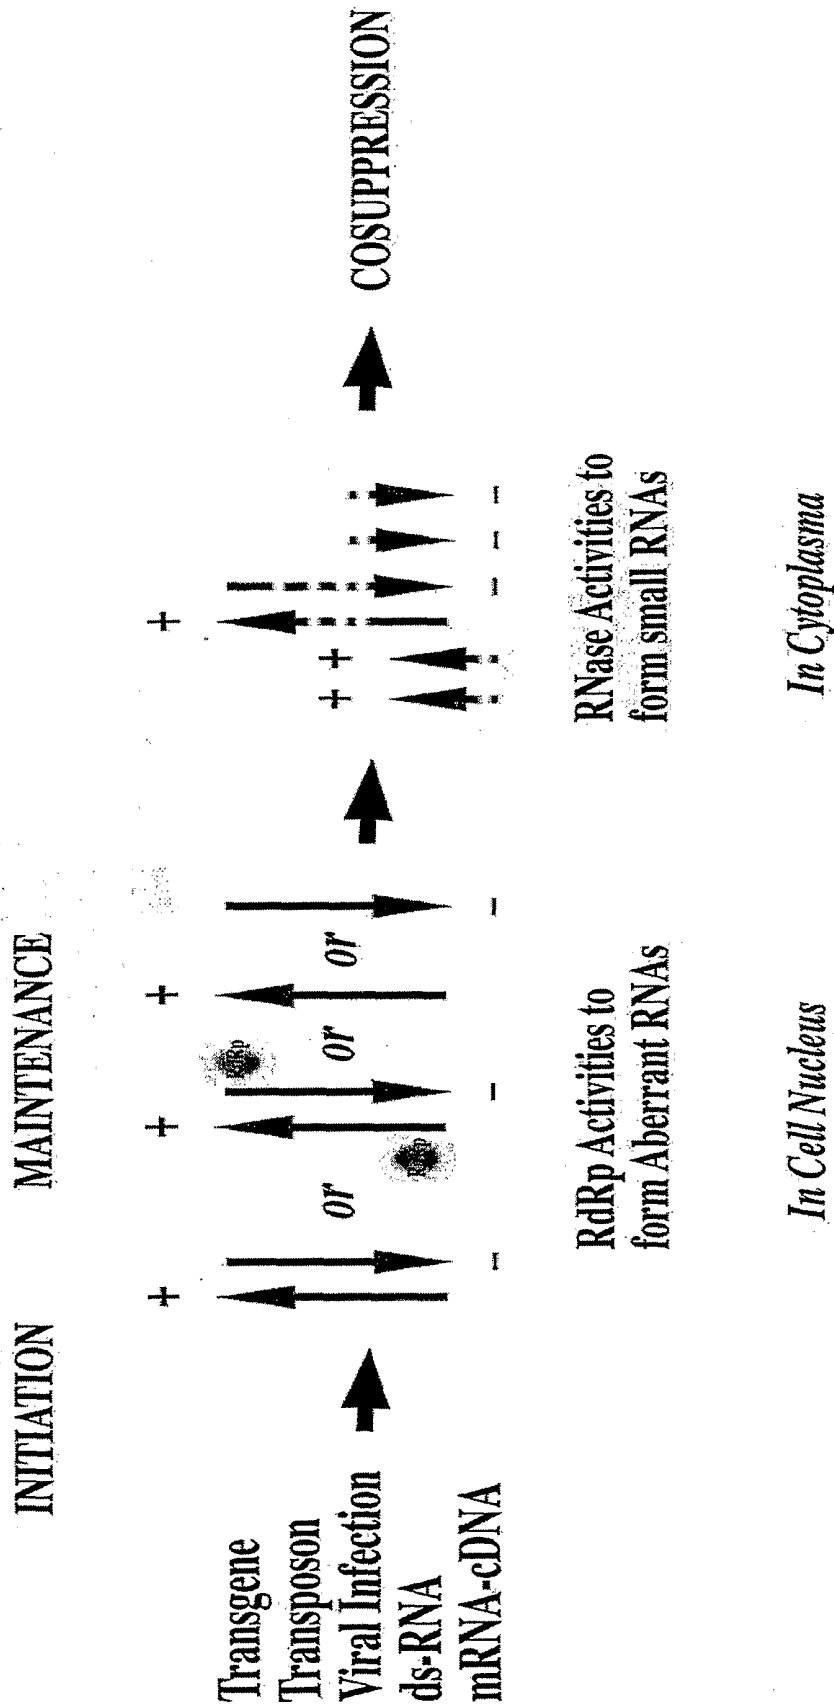 INITIATION
MAINTENANCE
Transgene
Transposon
Viral Infection
ds-RNA
mRNA-cDNA
+
-
or
+
-
RdRp
RdRp
or
+
or
-
+
+
+
-
-
-
COSUPPRESSION
RdRp Activities to
form Aberrant RNAs
RNase Activities to
form small RNAs
In Cell Nucleus
In Cytoplasma